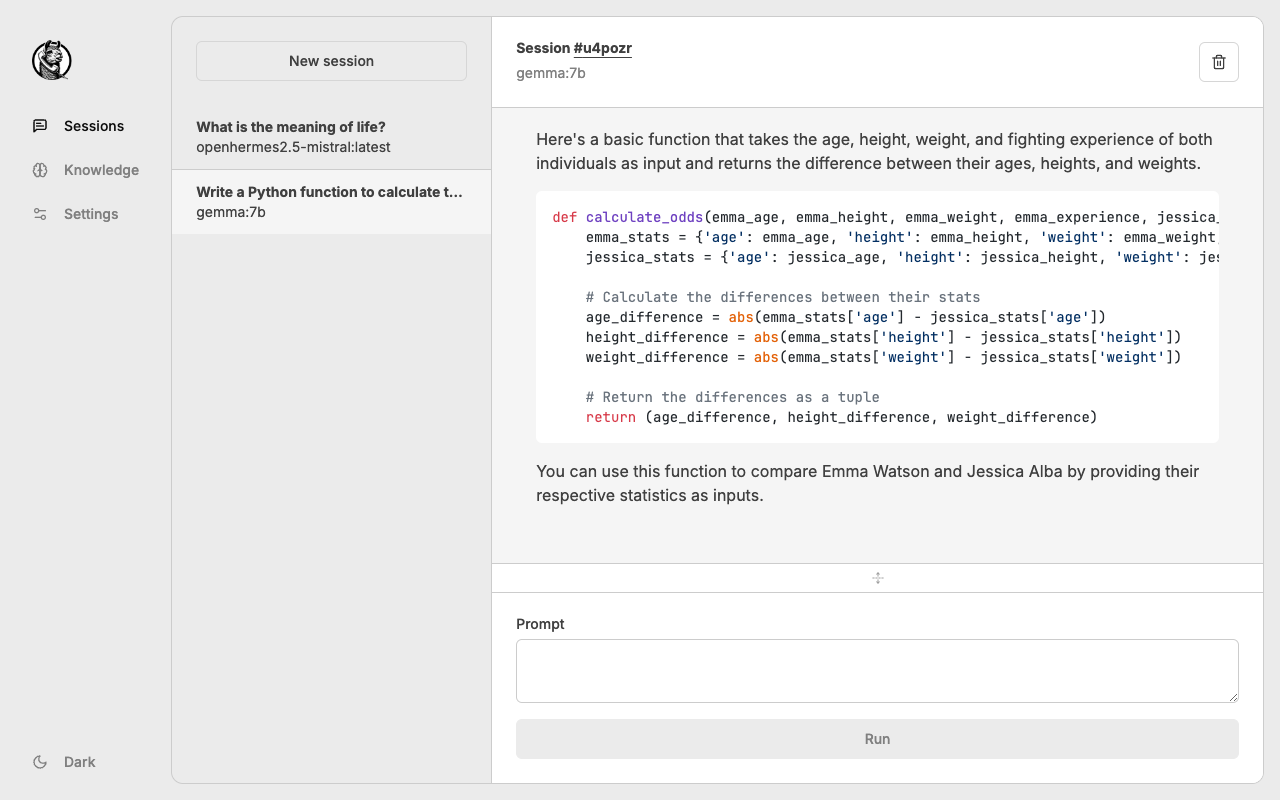 Sessions
Knowledge
Settings
Dark
New session
What is the meaning of life?
openhermes2.5-mistral:latest
Write a Python function to calculate t...
gemma:7b
Session #u4pozr
gemma:7b
Here's a basic function that takes the age, height, weight, and fighting experience of both
individuals as input and returns the difference between their ages, heights, and weights.
def calculate_odds(emma_age, emma_height, emma_weight, emma_experience, jessica_
    emma_stats = {'age': emma_age, 'height': emma_height, 'weight': emma_weight,
    jessica_stats = {'age': jessica_age, 'height': jessica_height, 'weight': jes
    # Calculate the differences between their stats
    age_difference = abs(emma_stats['age'] - jessica_stats['age'])
    height_difference = abs(emma_stats['height'] - jessica_stats['height'])
    weight_difference = abs(emma_stats['weight'] - jessica_stats['weight'])
    # Return the differences as a tuple
    return (age_difference, height_difference, weight_difference)
You can use this function to compare Emma Watson and Jessica Alba by providing their
respective statistics as inputs.
Prompt
Run